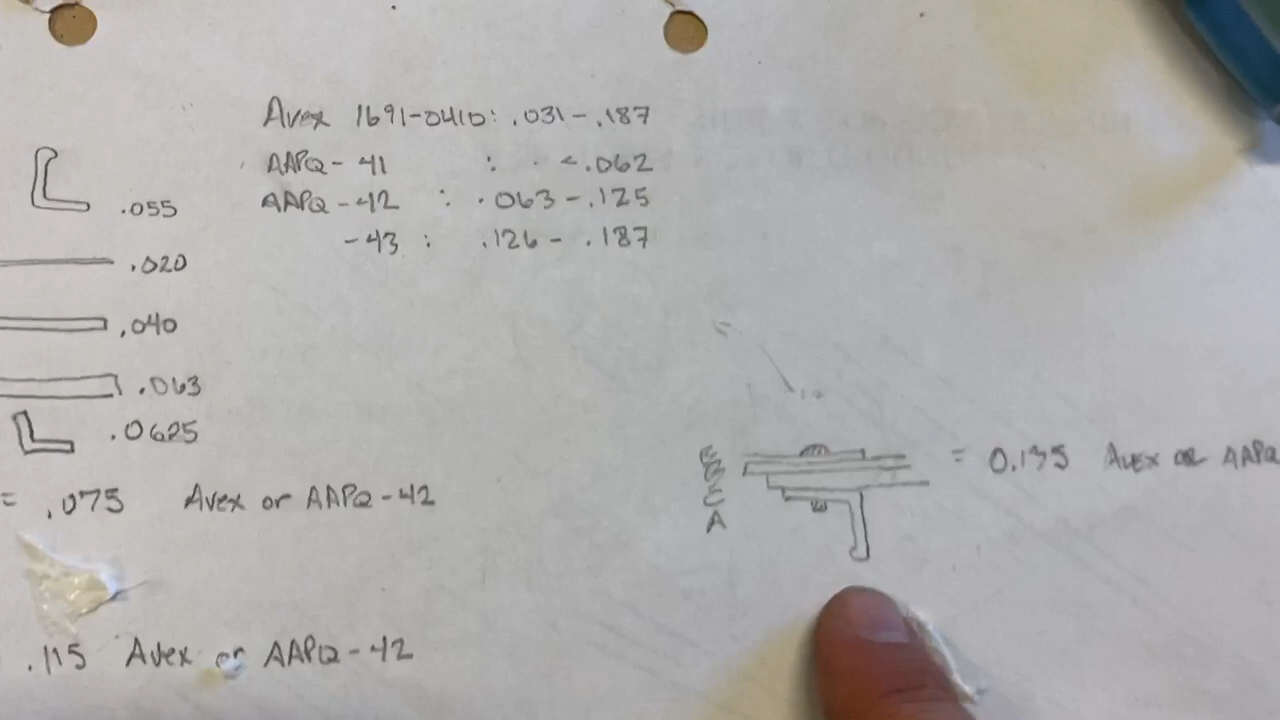 Avex 1691-0410: .031-.187
AAPQ-41 : <.062
AAPQ-42 : .063-.125
-43 : .126-.187
.055
.020
.040
.063
.0625
= .075 Avex or AAPQ-42
= 0.135 Avex or AAPQ
A
.115 Avex or AAPQ-42